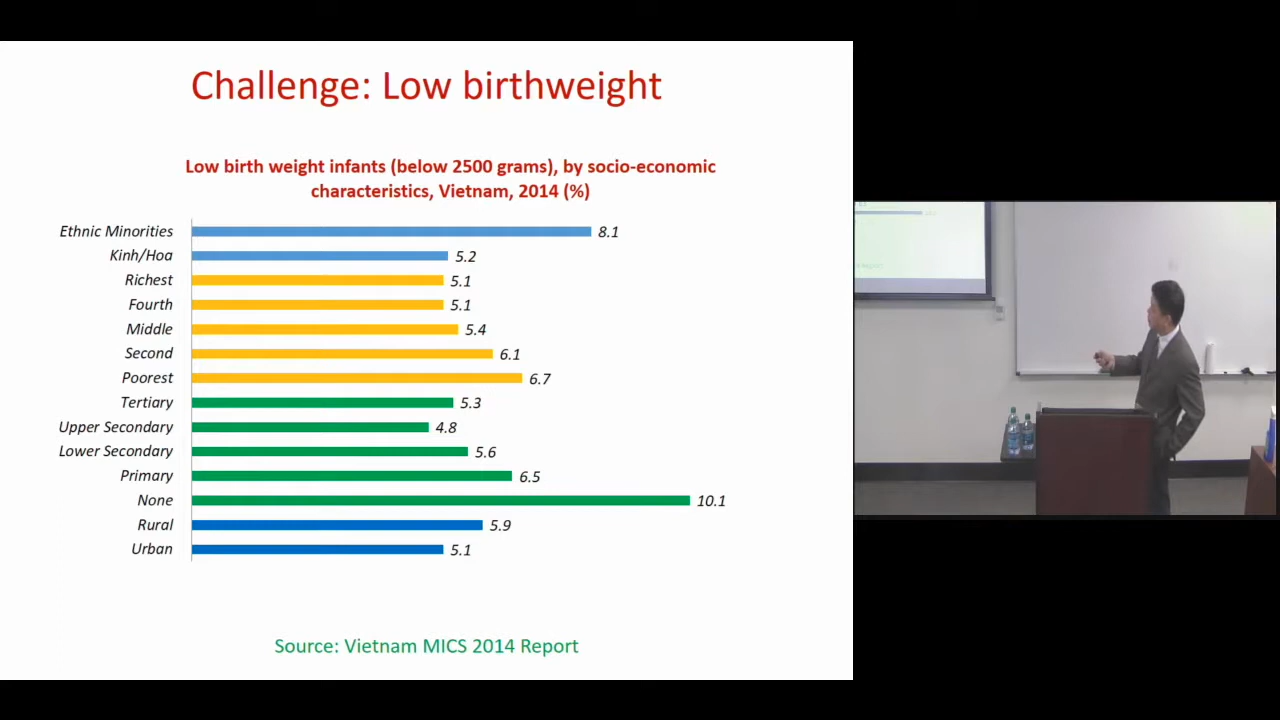 Challenge: Low birthweight
Low birth weight infants (below 2500 grams), by socio-economic
characteristics, Vietnam, 2014 (%)
Ethnic Minorities 8.1
Kinh/Hoa 5.2
Richest 5.1
Fourth 5.1
Middle 5.4
Second 6.1
Poorest 6.7
Tertiary 5.3
Upper Secondary 4.8
Lower Secondary 5.6
Primary 6.5
None 10.1
Rural 5.9
Urban 5.1
Source: Vietnam MICS 2014 Report